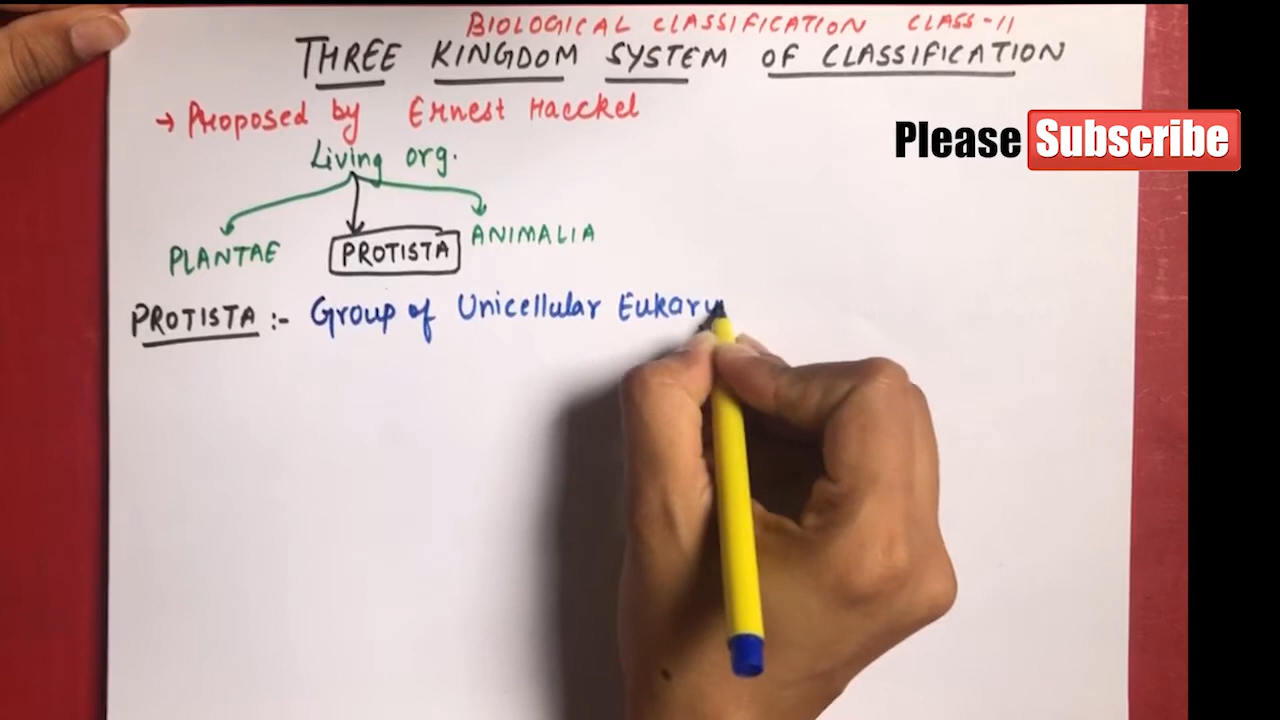 BIOLOGICAL CLASSIFICATION CLASS-11
THREE KINGDOM SYSTEM OF CLASSIFICATION
→ Proposed by Ernest Haeckel
Please Subscribe
Living org.
PLANTAE PROTISTA ANIMALIA
PROTISTA :- Group of Unicellular Eukary